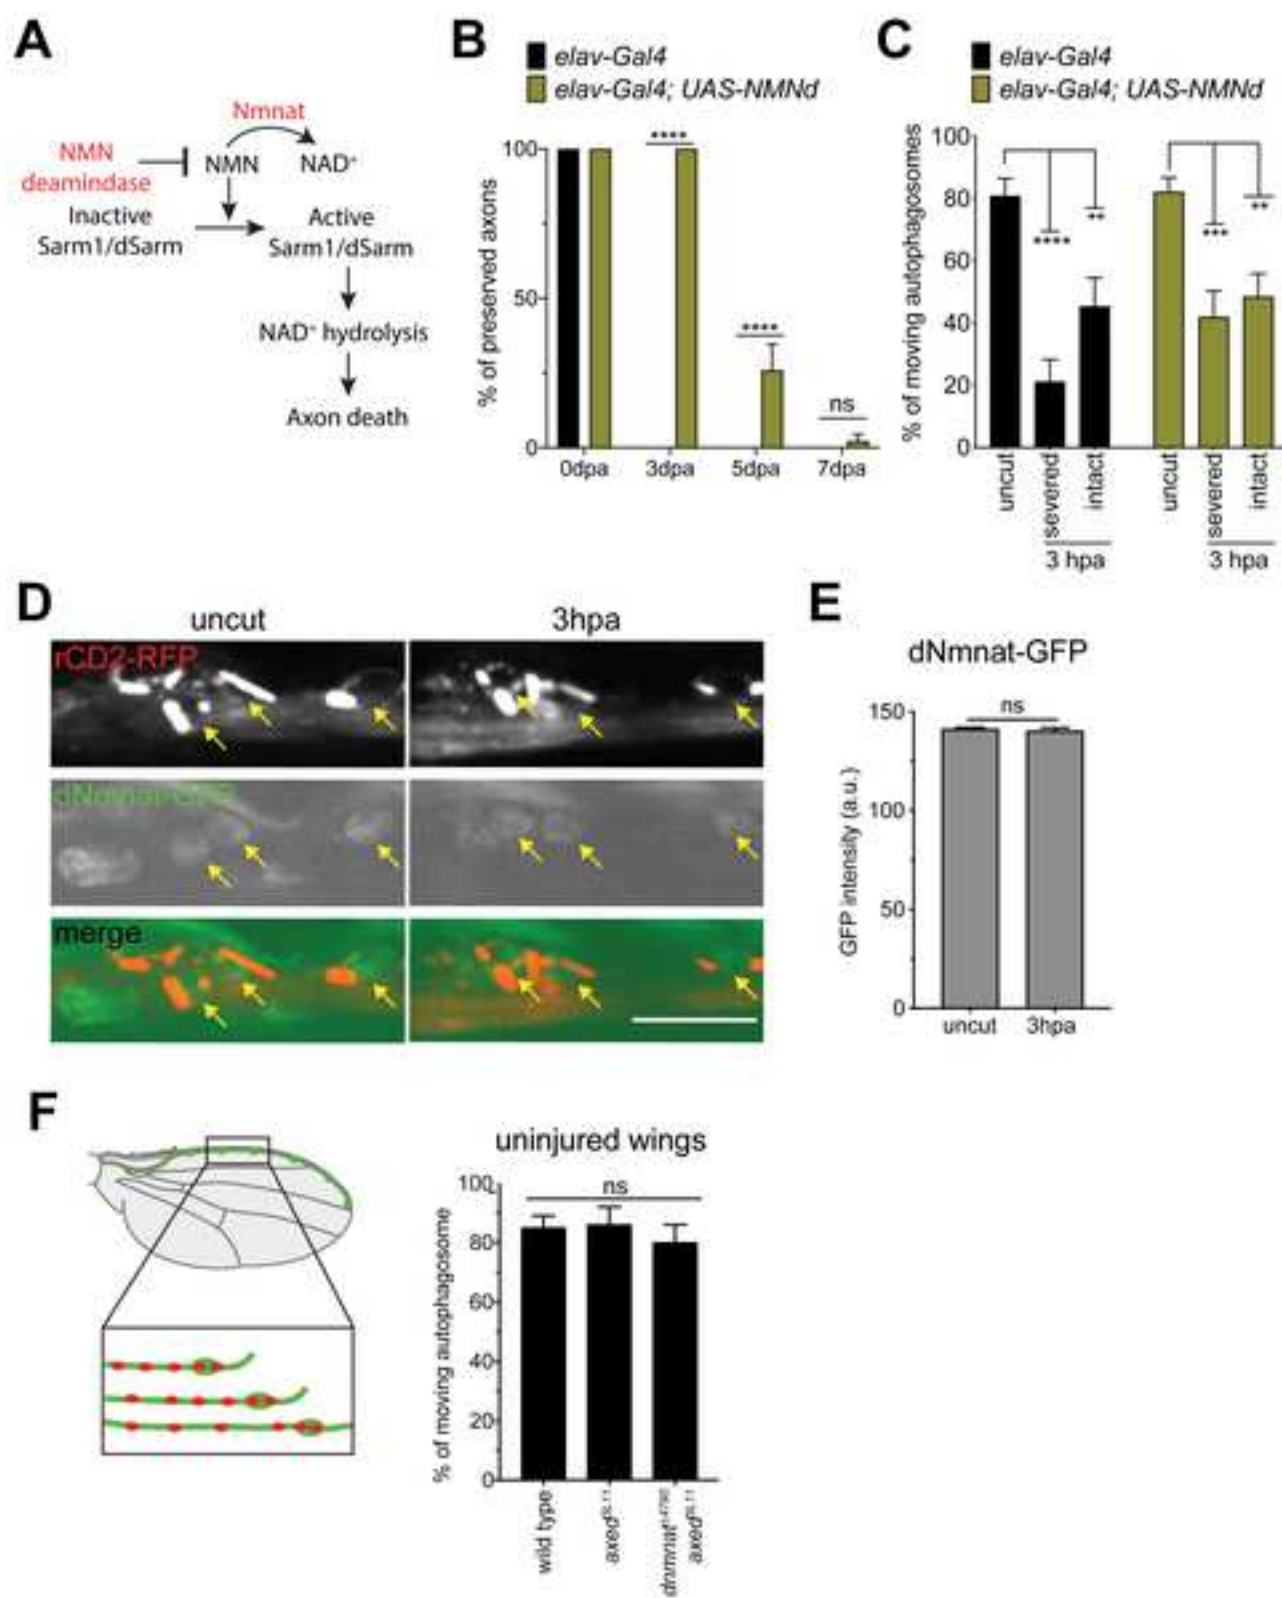 A
Nmnat
NMN
deamindase
NMN
NAD⁺
Inactive
Sarm1/dSarm
Active
Sarm1/dSarm
NAD⁺ hydrolysis
Axon death
B
elav-Gal4
elav-Gal4; UAS-NMNd
% of preserved axons
100
50
0
****
****
ns
0dpa 3dpa 5dpa 7dpa
C
elav-Gal4
elav-Gal4; UAS-NMNd
% of moving autophagosomes
100
80
60
40
20
0
****
**
***
**
uncut
severed
intact
uncut
severed
intact
3 hpa
3 hpa
D
uncut
3hpa
rCD2-RFP
dNmnat-GFP
merge
E
dNmnat-GFP
GFP intensity (a.u.)
150
100
50
0
ns
uncut 3hpa
F
uninjured wings
% of moving autophagosome
100
80
60
40
20
0
ns
wild type
axed
dnmnat
axed